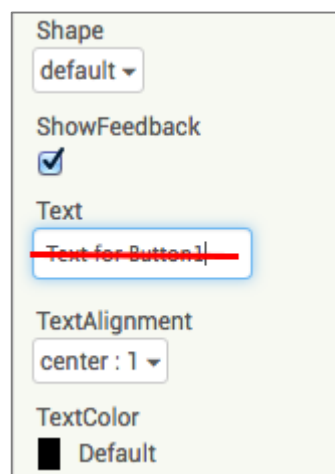 Shape
default
ShowFeedback
Text
Text for Button1
TextAlignment
center : 1
TextColor
Default